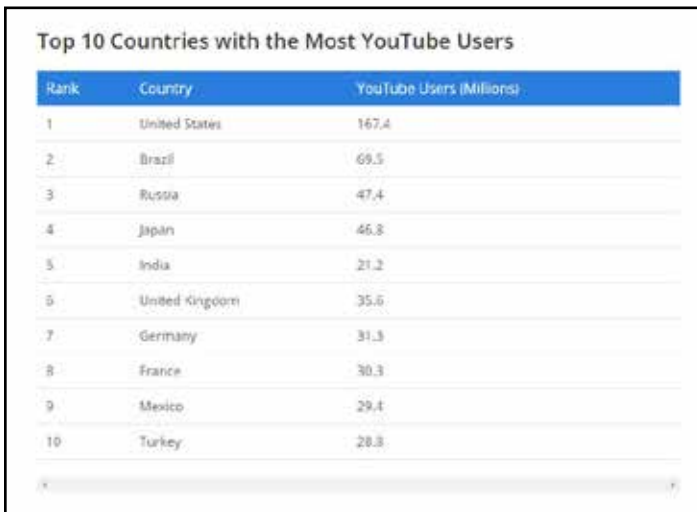 Top 10 Countries with the Most YouTube Users
Rank Country YouTube Users (Millions)
1 United States 167.4
2 Brazil 69.5
3 Russia 47.4
4 Japan 46.8
5 India 21.2
6 United Kingdom 35.6
7 Germany 31.3
8 France 30.3
9 Mexico 29.4
10 Turkey 28.8